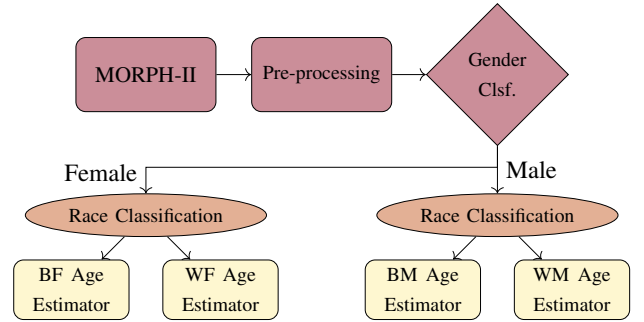 MORPH-II
Pre-processing
Gender
Clsf.
Female
Male
Race Classification
Race Classification
BF Age
Estimator
WF Age
Estimator
BM Age
Estimator
WM Age
Estimator